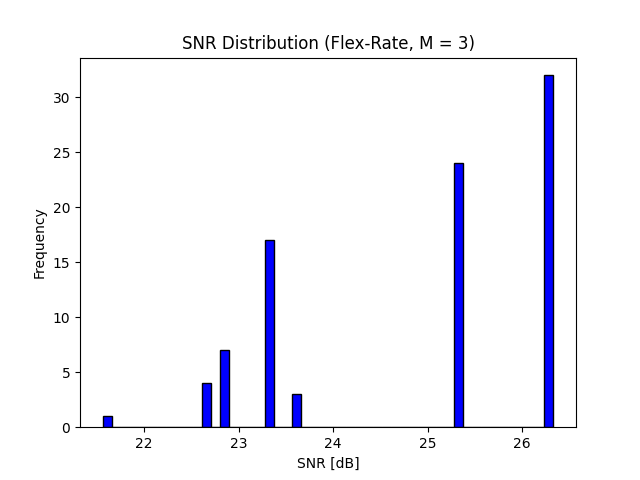 SNR Distribution (Flex-Rate, M = 3)
30
25
20
15
10
5
0
Frequency
22 23 24 25 26
SNR [dB]